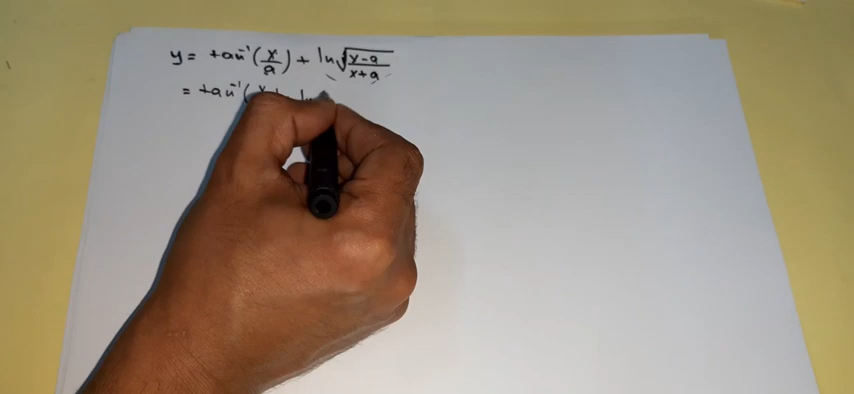 y = tan⁻¹(x/a) + ln√((x-a)/(x+a))
= tan⁻¹(x